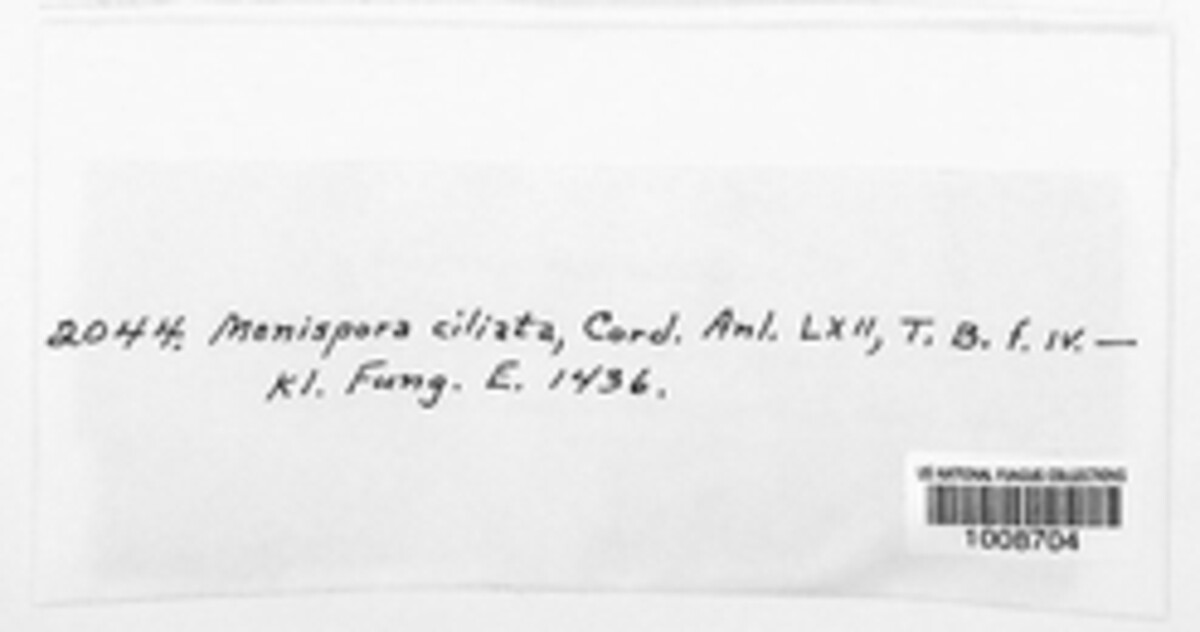 2044. Menispora ciliata, Cord. Anl. LXII, T. B. f. IV. —
Kl. Fung. E. 1436.
US NATIONAL FUNGUS COLLECTIONS
1008704